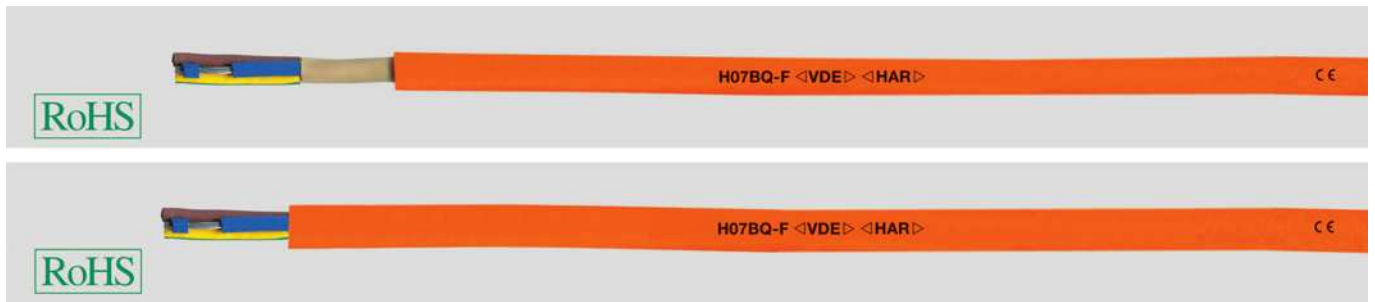 H07BQ-F ◁VDE▷ ◁HAR▷ CE
RoHS
H07BQ-F ◁VDE▷ ◁HAR▷ CE
RoHS